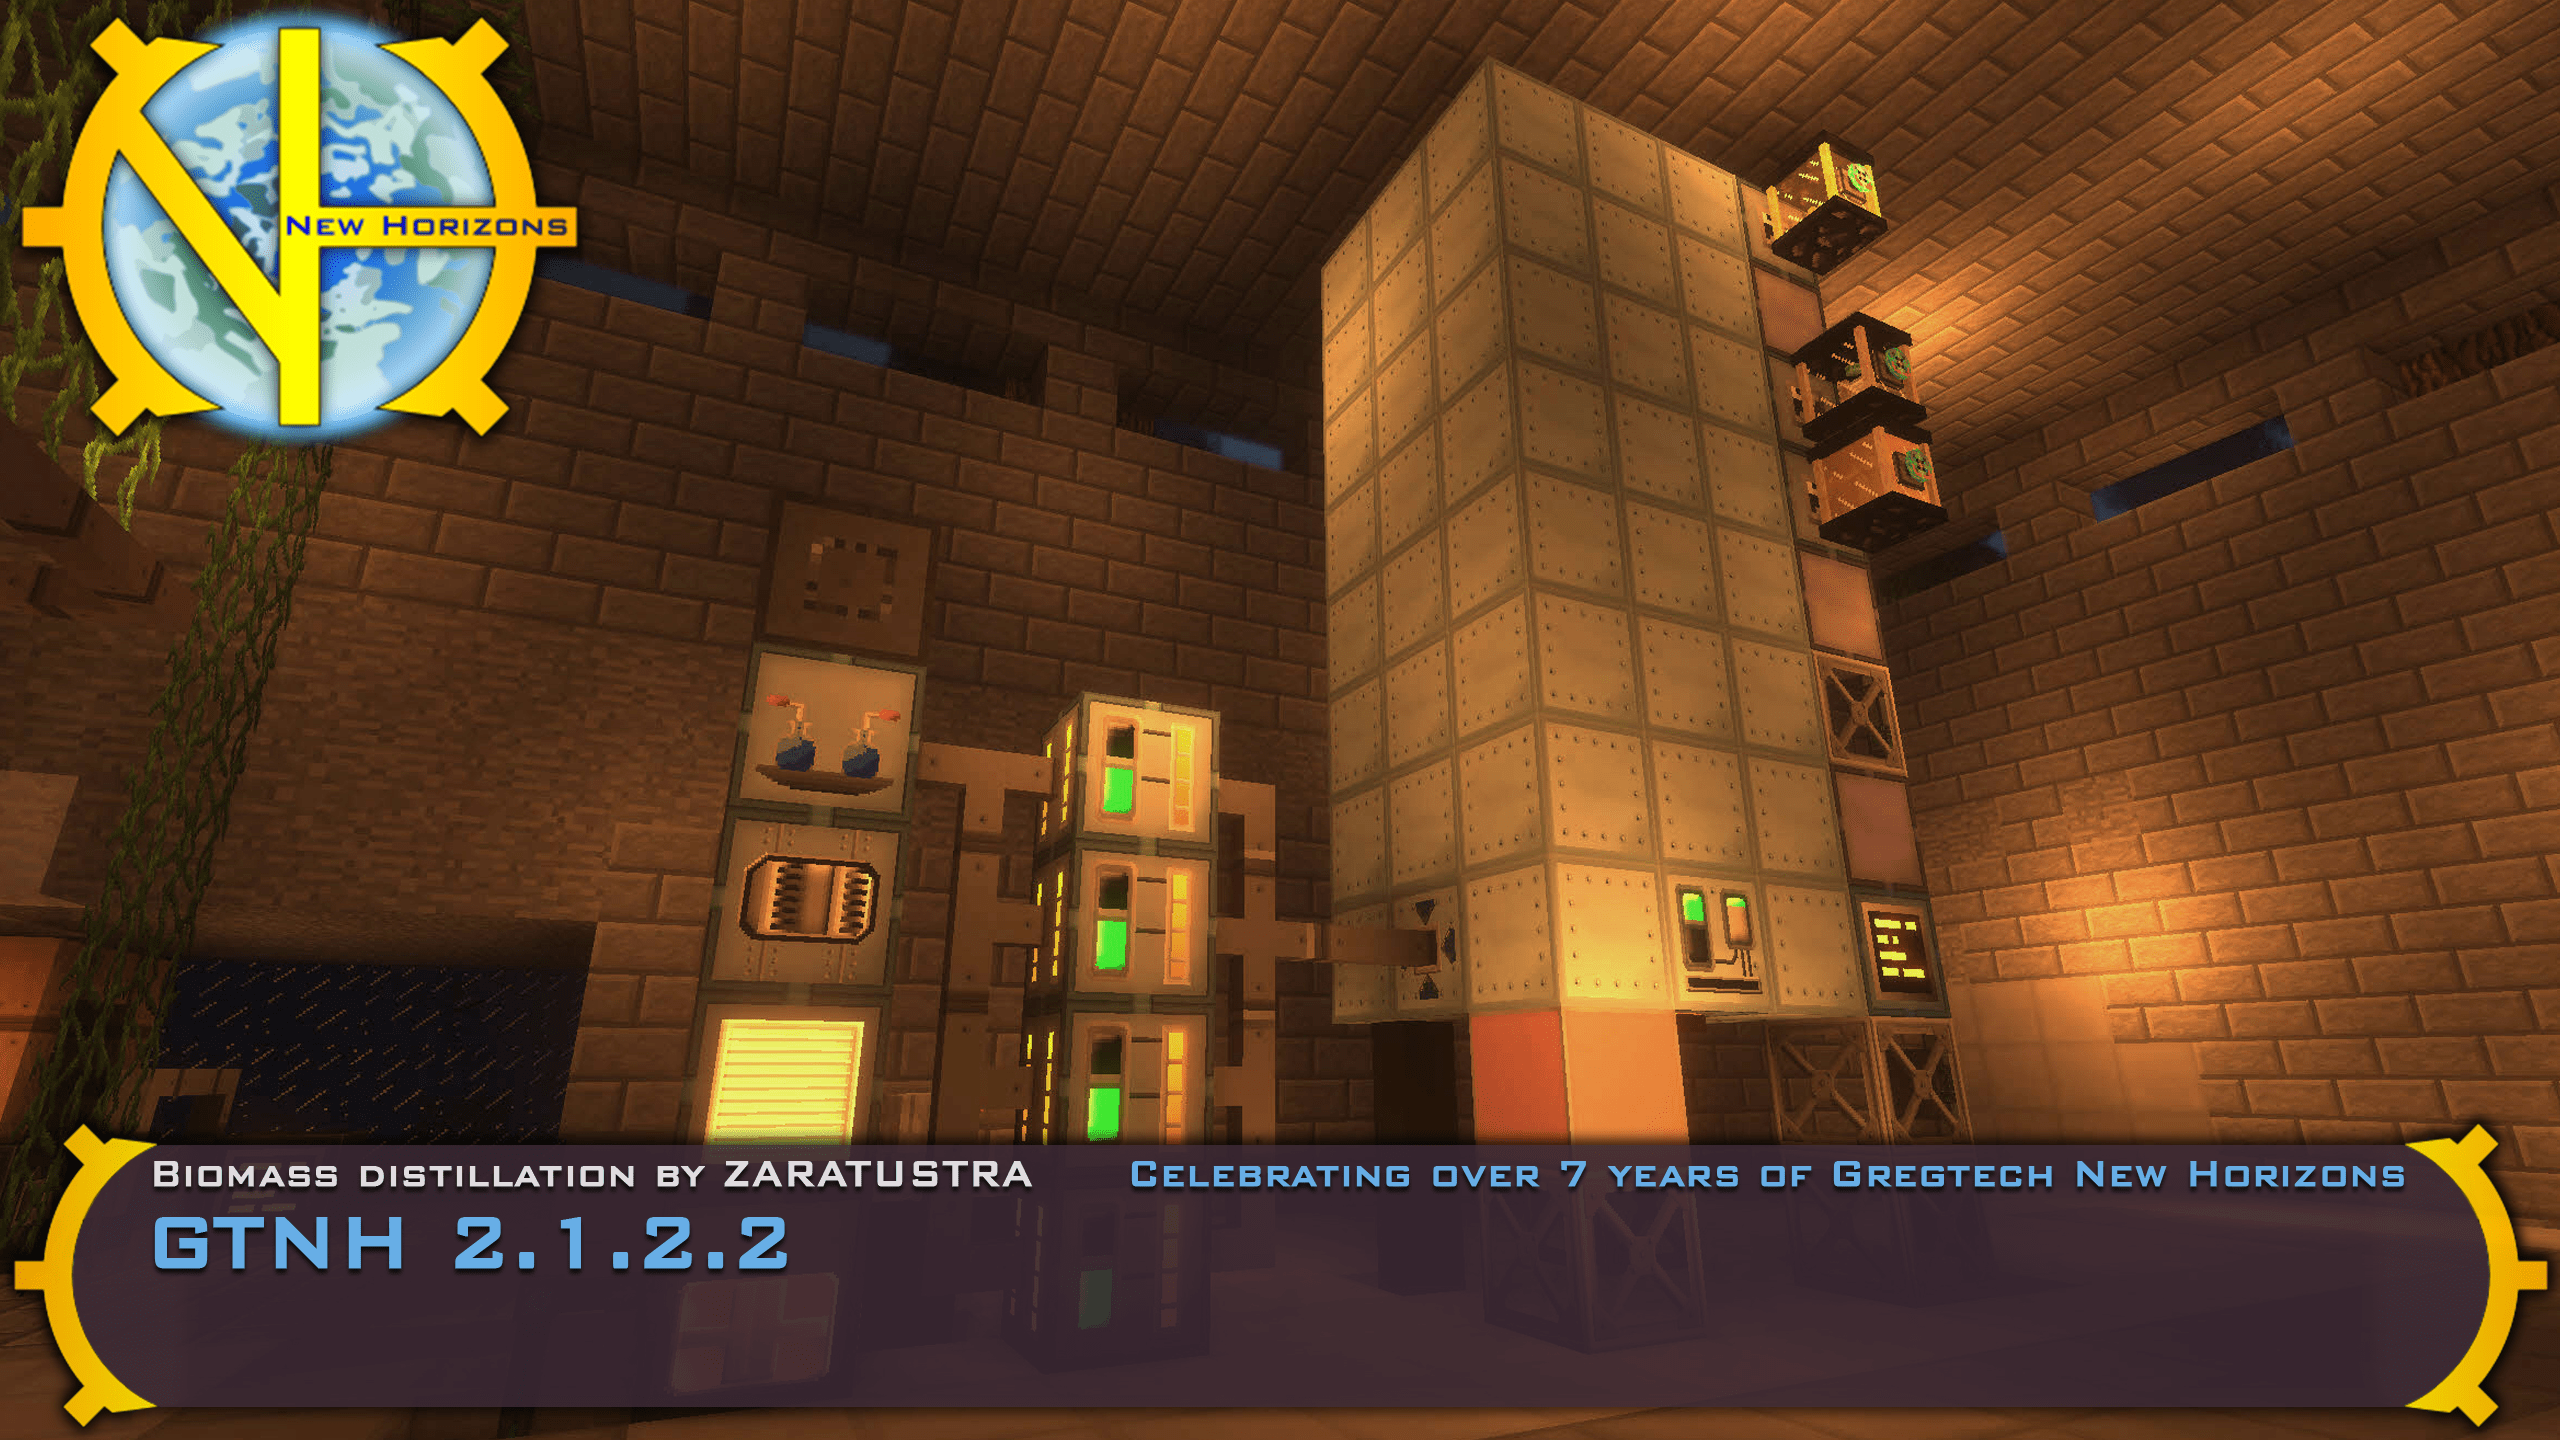 New Horizons
Biomass distillation by ZARATUSTRA
Celebrating over 7 years of Gregtech New Horizons
GTNH 2.1.2.2